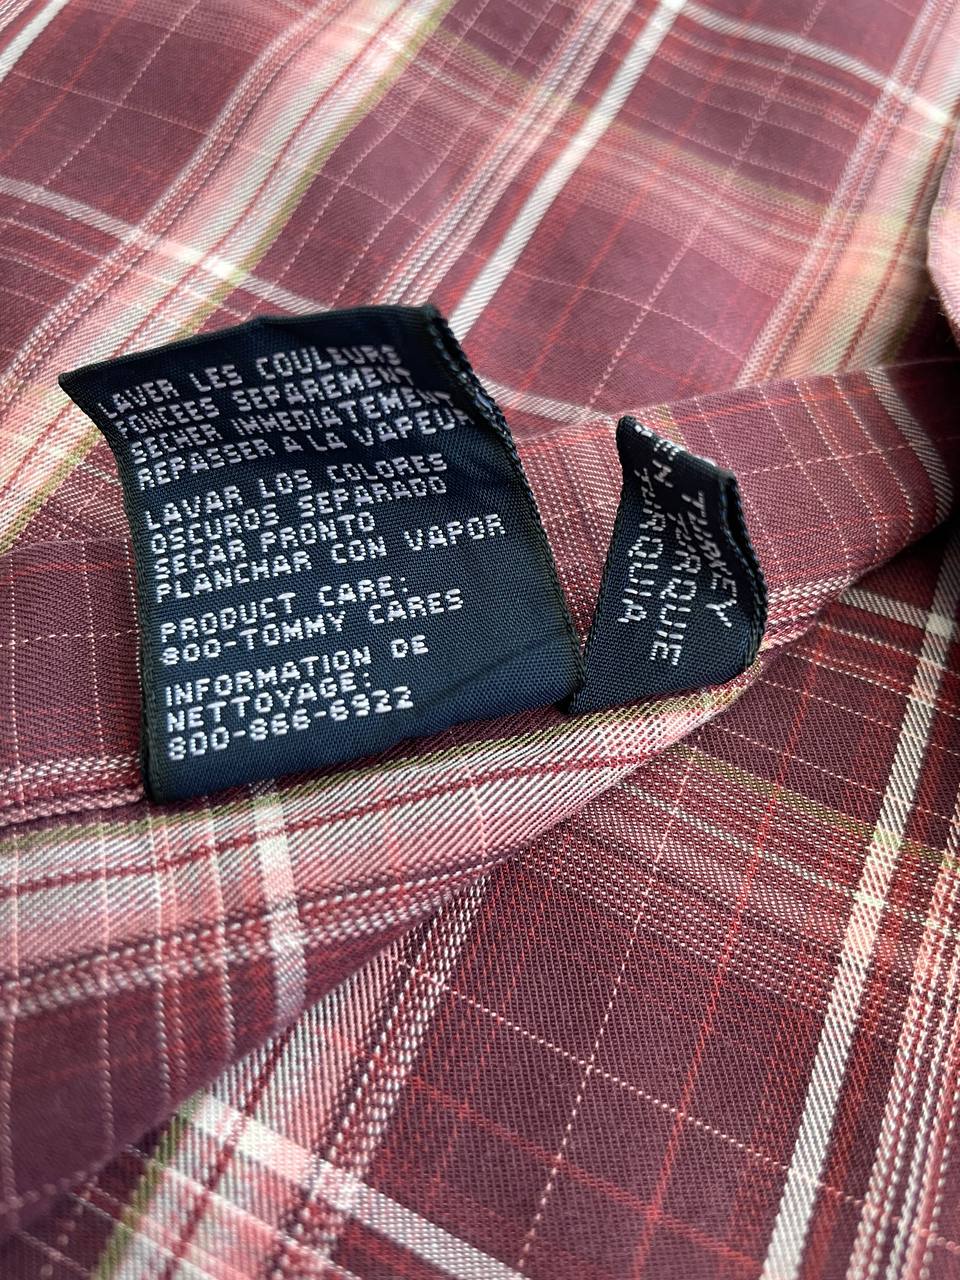 LAVER LES COULEURS
FONCEES SEPAREMENT
SECHER IMMEDIATEMENT
REPASSER A LA VAPEUR
LAVAR LOS COLORES
OSCUROS SEPARADO
SECAR PRONTO
PLANCHAR CON VAPOR
PRODUCT CARE:
800-TOMMY CARES
INFORMATION DE
NETTOYAGE:
800-866-6922
TURKEY
TURQUIE
EN TURQUIA